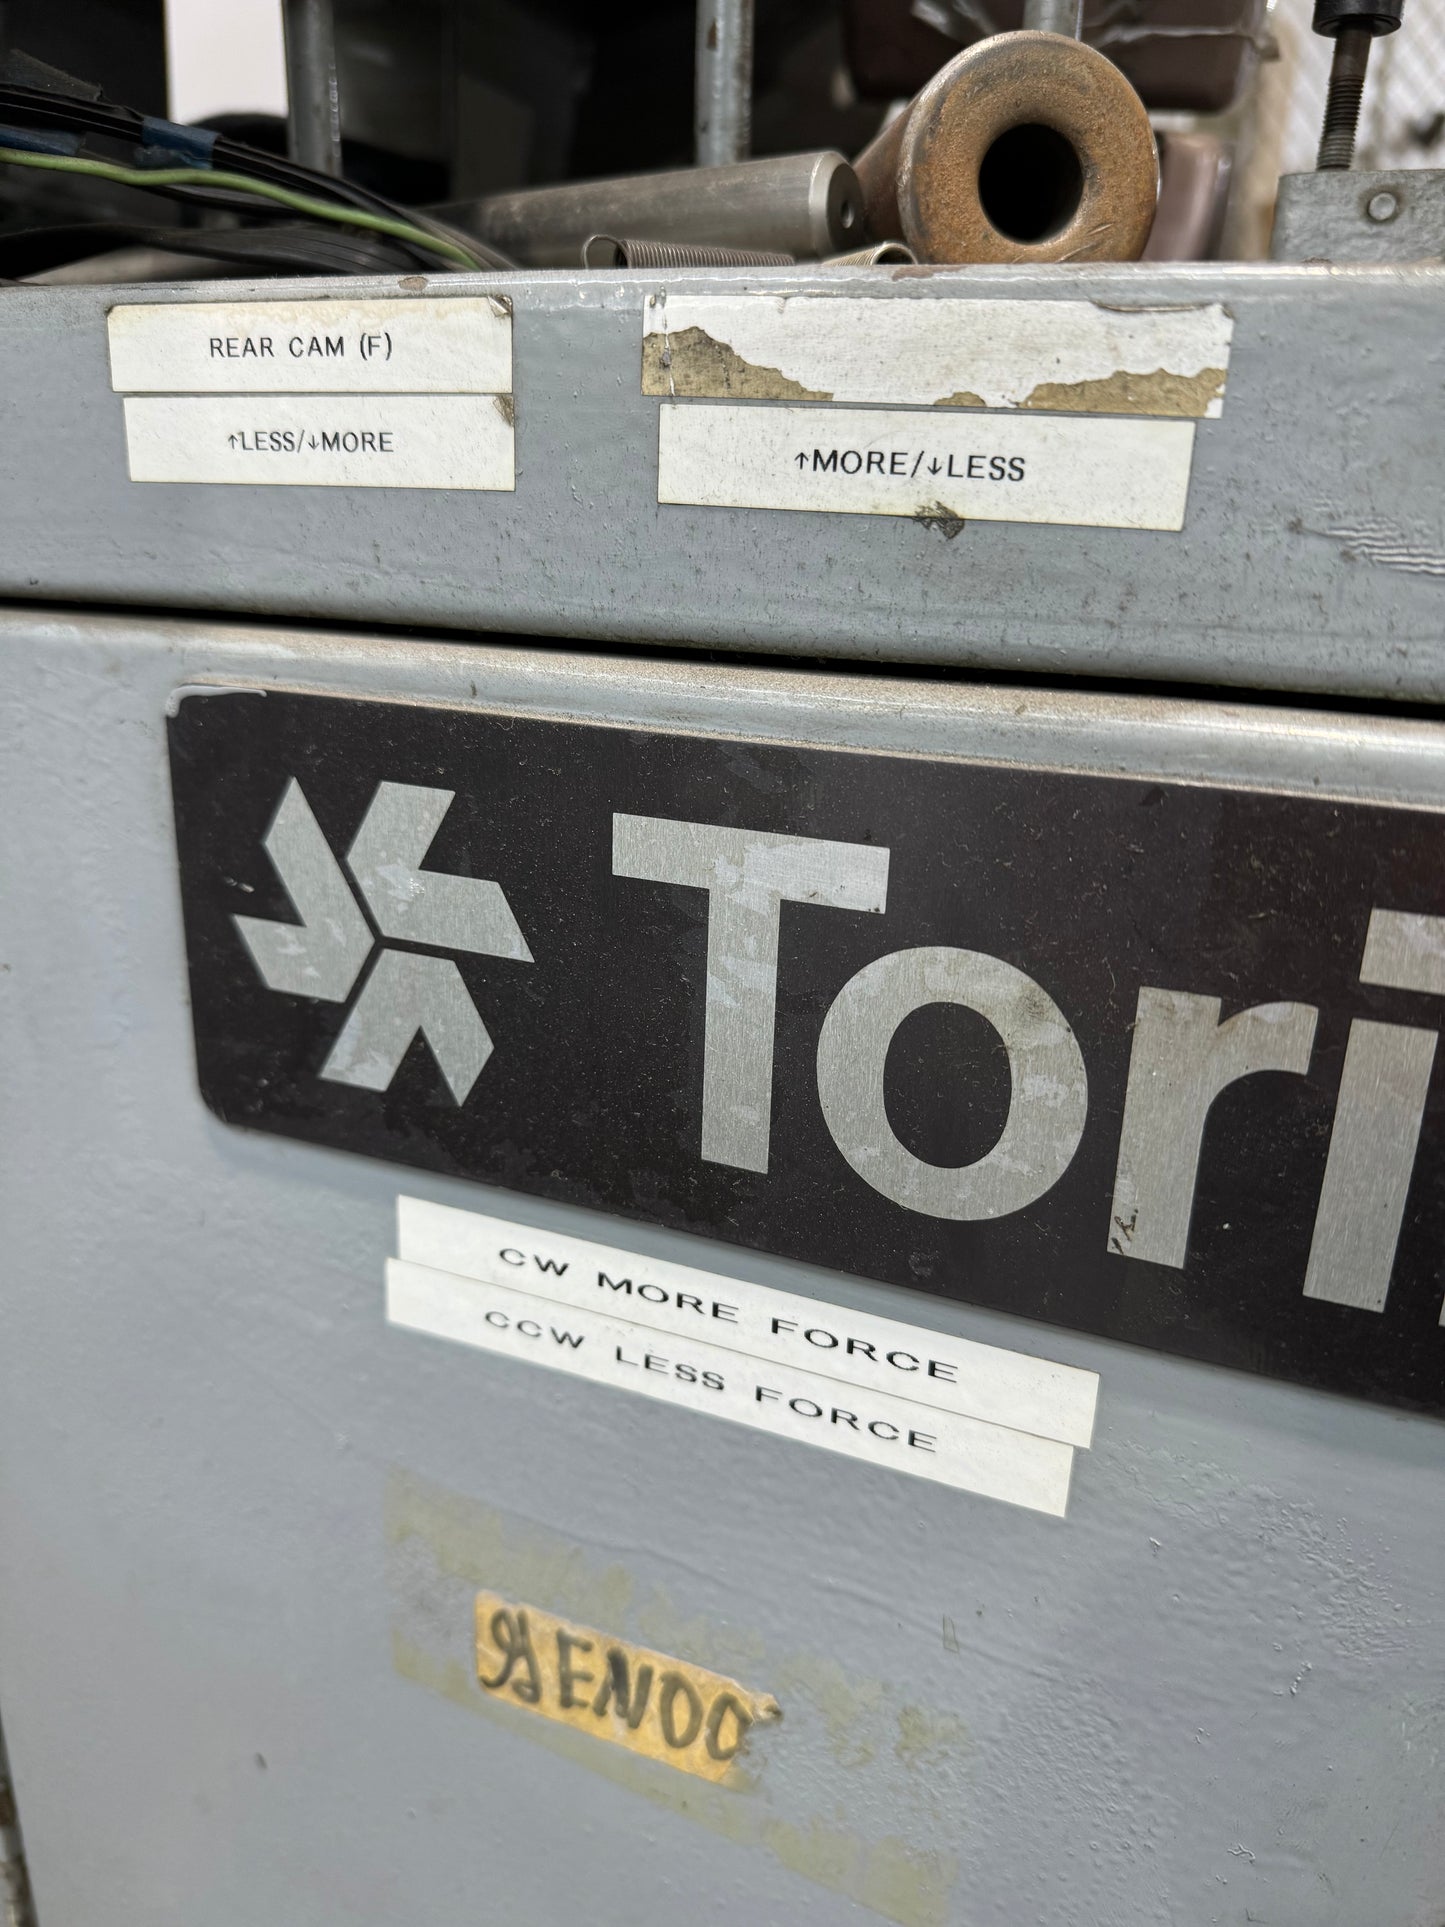 REAR CAM (F)
↑LESS/↓MORE
↑MORE/↓LESS
Tori
CW MORE FORCE
CCW LESS FORCE